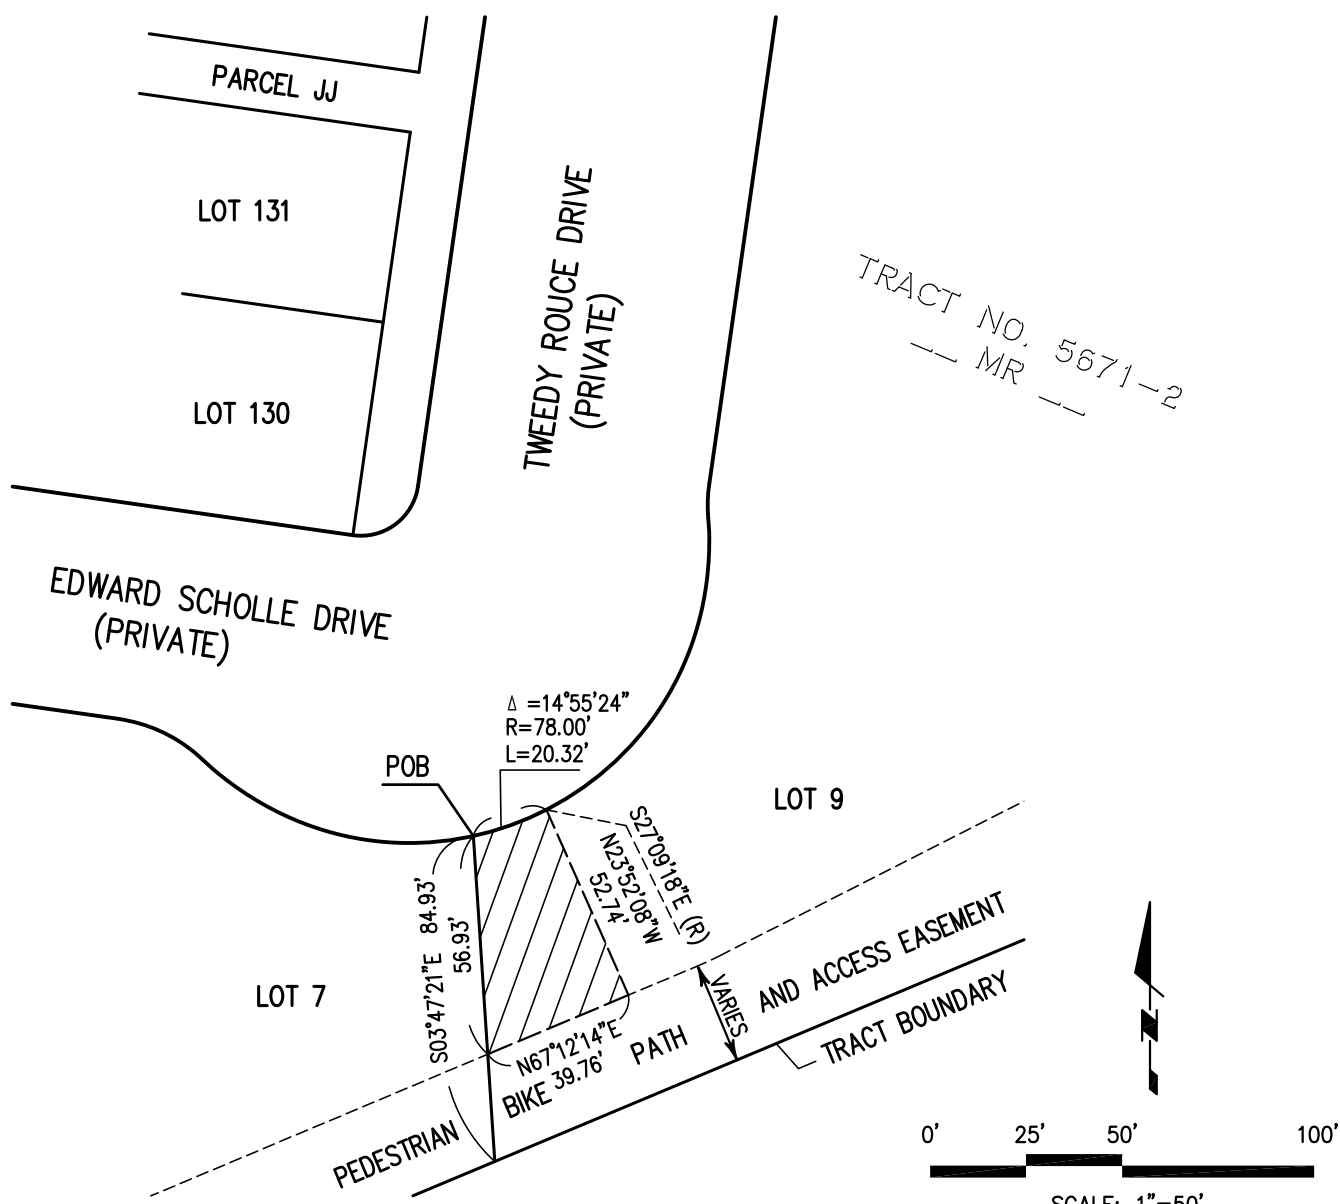 PARCEL JJ
LOT 131
LOT 130
TWEEDY ROUCE DRIVE
(PRIVATE)
TRACT NO. 5671-2
-- MR --
EDWARD SCHOLLE DRIVE
(PRIVATE)
Δ =14°55'24"
R=78.00'
L=20.32'
POB
LOT 9
S27°09'18"E (R)
N23°52'08"W
52.74'
S03°47'21"E 84.93'
56.93'
LOT 7
N67°12'14"E
39.76'
PEDESTRIAN BIKE PATH AND ACCESS EASEMENT
VARIES
TRACT BOUNDARY
N
0' 25' 50' 100'
SCALE: 1"=50'